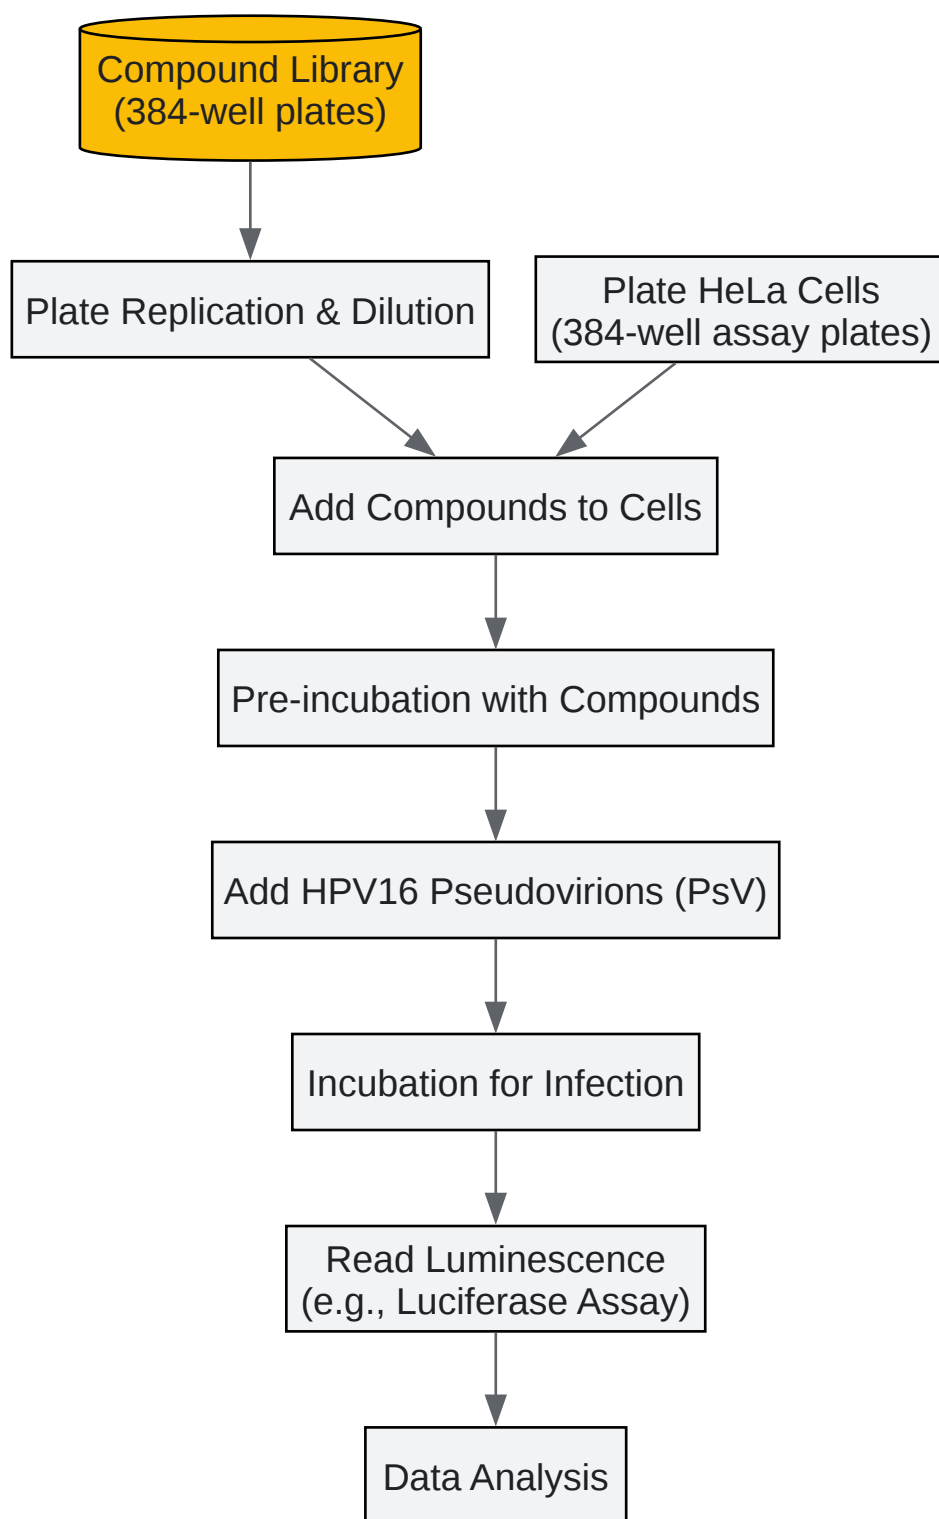 Compound Library
(384-well plates)
Plate Replication & Dilution
Plate HeLa Cells
(384-well assay plates)
Add Compounds to Cells
Pre-incubation with Compounds
Add HPV16 Pseudovirions (PsV)
Incubation for Infection
Read Luminescence
(e.g., Luciferase Assay)
Data Analysis